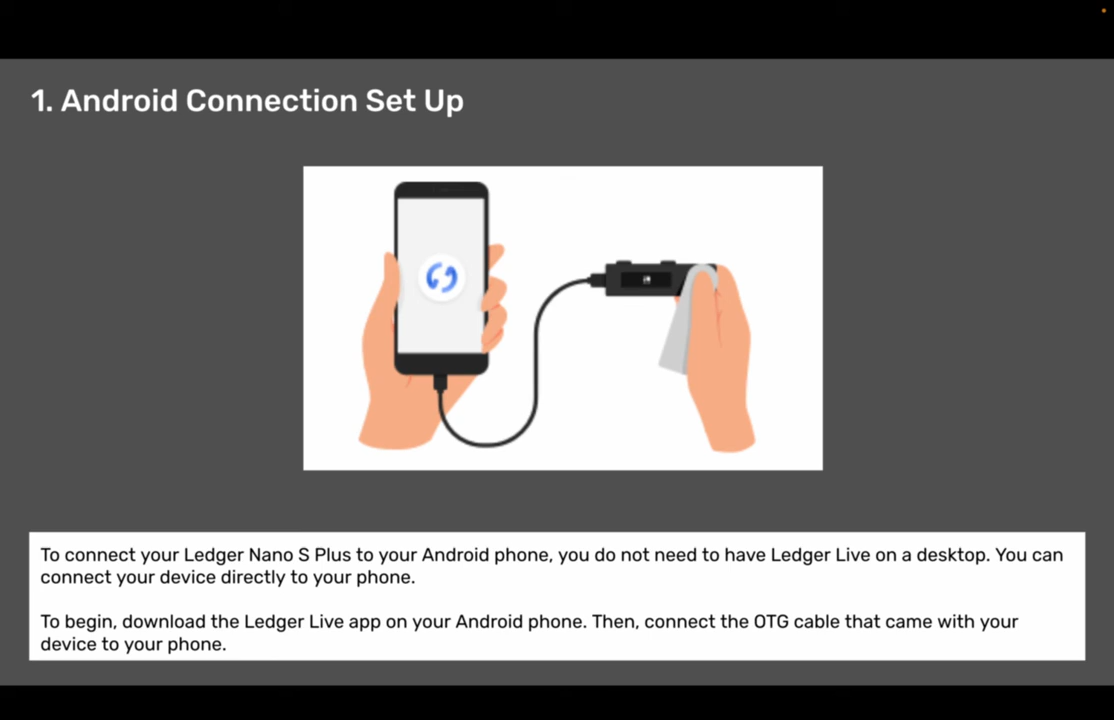 1. Android Connection Set Up
To connect your Ledger Nano S Plus to your Android phone, you do not need to have Ledger Live on a desktop. You can
connect your device directly to your phone.
To begin, download the Ledger Live app on your Android phone. Then, connect the OTG cable that came with your
device to your phone.